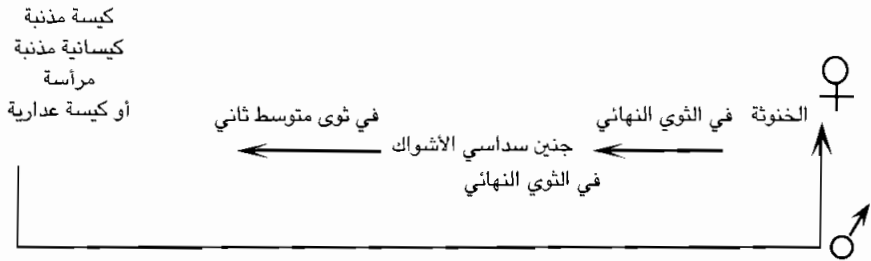 كيسة مذنبة
كيسانية مذنبة
مرأسة
أو كيسة عدارية
الخنوثة
في الثوي النهائي
في ثوى متوسط ثاني
جنين سداسي الأشواك
في الثوي النهائي